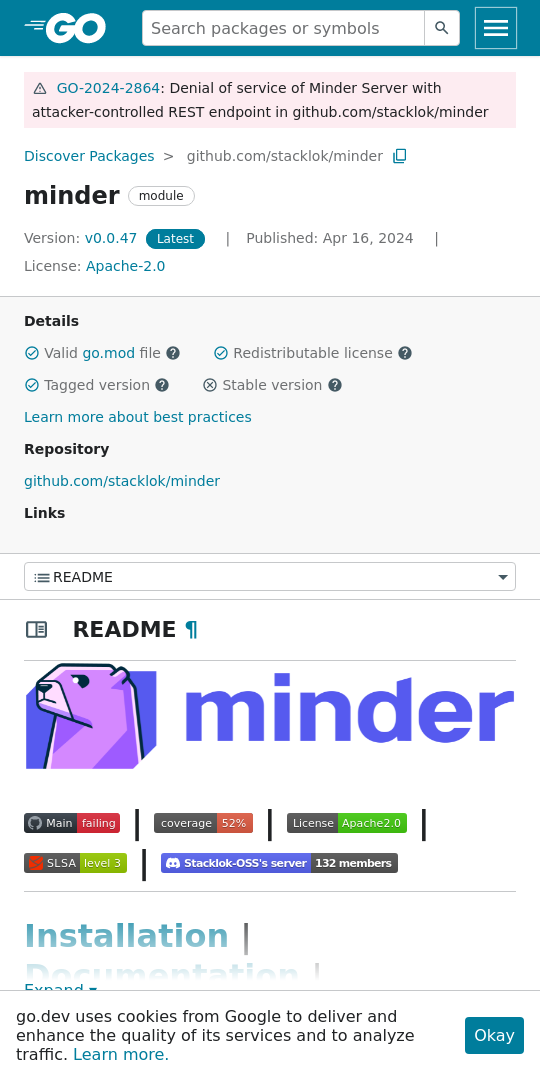 GO
Search packages or symbols
GO-2024-2864: Denial of service of Minder Server with
attacker-controlled REST endpoint in github.com/stacklok/minder
Discover Packages > github.com/stacklok/minder
minder module
Version: v0.0.47 Latest | Published: Apr 16, 2024 |
License: Apache-2.0
Details
Valid go.mod file ? Redistributable license ?
Tagged version ? Stable version ?
Learn more about best practices
Repository
github.com/stacklok/minder
Links
README
README ¶
minder
Main failing | coverage 52% | License Apache2.0 |
SLSA level 3 | Stacklok-OSS's server 132 members
Installation |
Documentation |
Expand ▾
go.dev uses cookies from Google to deliver and
enhance the quality of its services and to analyze
traffic. Learn more.
Okay